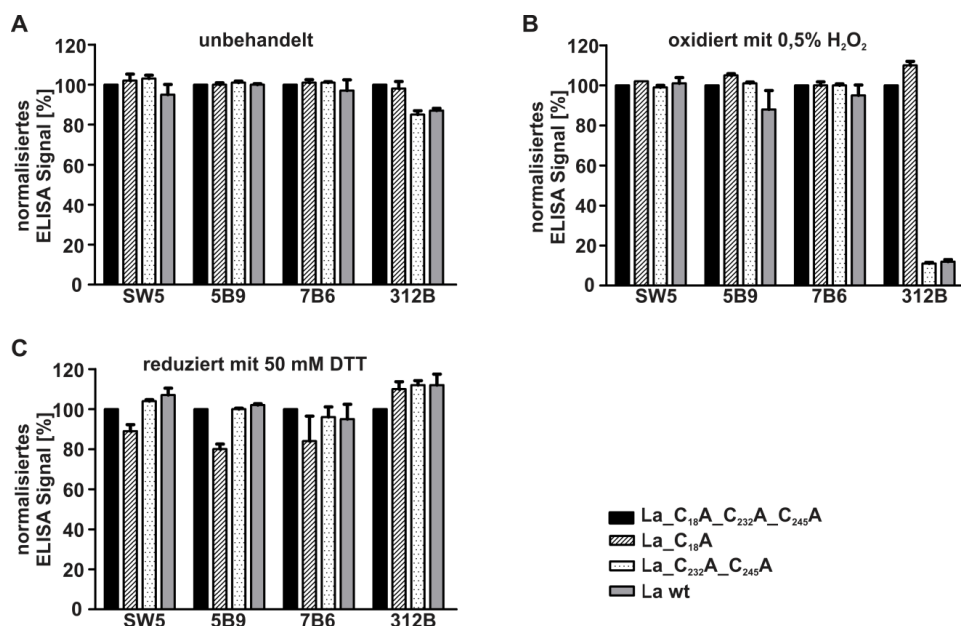 A
unbehandelt
normalisiertes
ELISA Signal [%]
120
100
80
60
40
20
0
SW5 5B9 7B6 312B
B
oxidiert mit 0,5% H₂O₂
normalisiertes
ELISA Signal [%]
120
100
80
60
40
20
0
SW5 5B9 7B6 312B
C
reduziert mit 50 mM DTT
normalisiertes
ELISA Signal [%]
120
100
80
60
40
20
0
SW5 5B9 7B6 312B
La_C₁₈A_C₂₃₂A_C₂₄₅A
La_C₁₈A
La_C₂₃₂A_C₂₄₅A
La wt